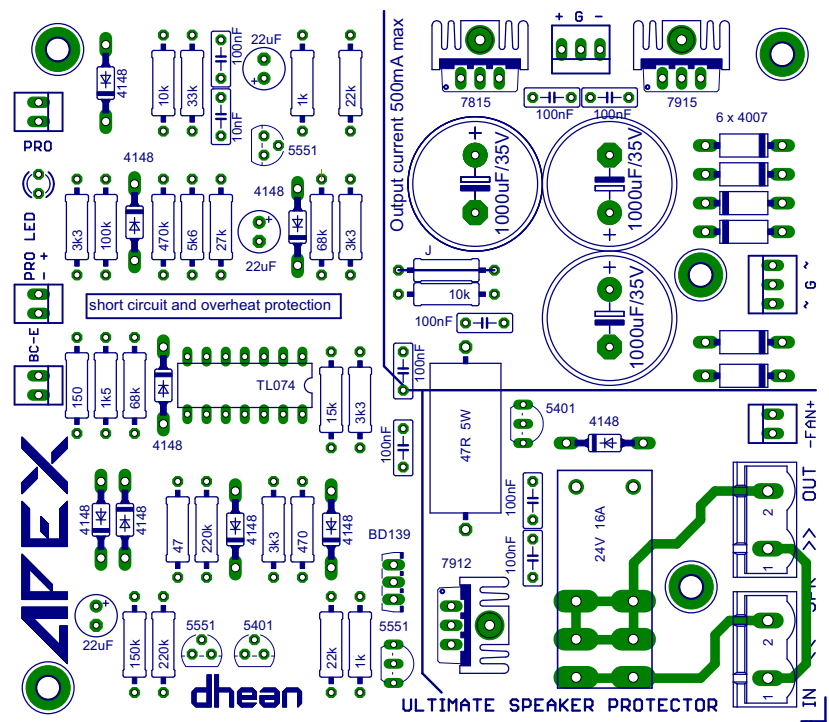 + G -
22uF
+
100nF
10k
33k
10nF
1k
22k
4148
PRO
5551
Output current 500mA max
7815
7915
100nF
100nF
6 x 4007
+
1000uF/35V
1000uF/35V
+
4148
4148
3k3
100k
470k
5k6
27k
+
22uF
68k
3k3
PRO LED
- +
J
10k
~ G ~
short circuit and overheat protection
100nF
+
1000uF/35V
BC-E
100nF
150
1k5
68k
4148
TL074
15k
3k3
100nF
47R 5W
5401
4148
-FAN+
APEX
4148
4148
47
220k
4148
3k3
470
4148
BD139
100nF
100nF
24V 16A
2
1
OUT
>>
SPK
<<
IN
7912
+
22uF
150k
220k
5551
5401
22k
1k
5551
2
1
dhean
ULTIMATE SPEAKER PROTECTOR